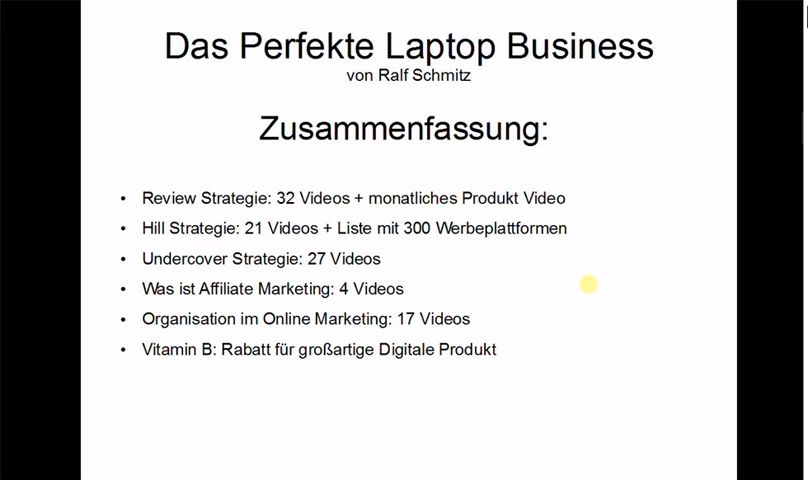 Das Perfekte Laptop Business
von Ralf Schmitz
Zusammenfassung:
• Review Strategie: 32 Videos + monatliches Produkt Video
• Hill Strategie: 21 Videos + Liste mit 300 Werbeplattformen
• Undercover Strategie: 27 Videos
• Was ist Affiliate Marketing: 4 Videos
• Organisation im Online Marketing: 17 Videos
• Vitamin B: Rabatt für großartige Digitale Produkt